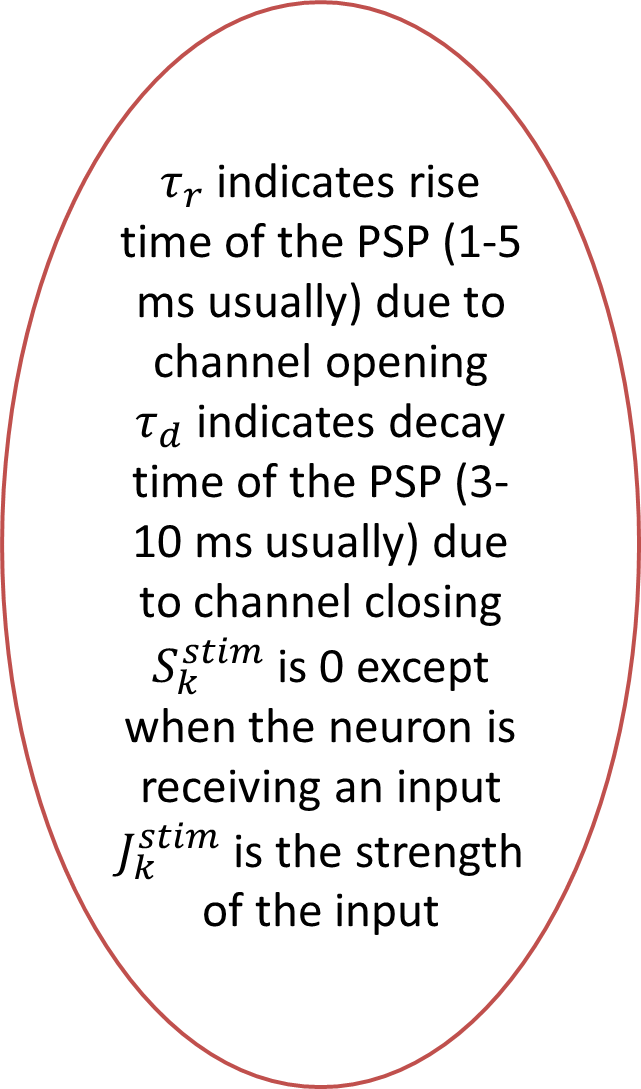 τ_r indicates rise
time of the PSP (1-5
ms usually) due to
channel opening
τ_d indicates decay
time of the PSP (3-
10 ms usually) due
to channel closing
S_k^{stim} is 0 except
when the neuron is
receiving an input
J_k^{stim} is the strength
of the input